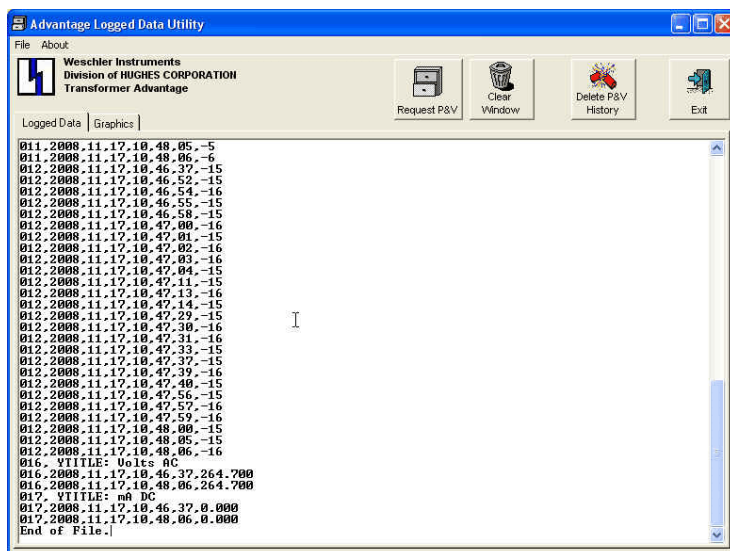 Advantage Logged Data Utility
File About
Weschler Instruments
Division of HUGHES CORPORATION
Transformer Advantage
Request P&V
Clear Window
Delete P&V History
Exit
Logged Data
Graphics
011,2008,11,17,10,48,05,-5
011,2008,11,17,10,48,06,-6
012,2008,11,17,10,46,37,-15
012,2008,11,17,10,46,52,-15
012,2008,11,17,10,46,54,-16
012,2008,11,17,10,46,55,-15
012,2008,11,17,10,46,58,-15
012,2008,11,17,10,47,00,-16
012,2008,11,17,10,47,01,-15
012,2008,11,17,10,47,02,-16
012,2008,11,17,10,47,03,-16
012,2008,11,17,10,47,04,-15
012,2008,11,17,10,47,11,-15
012,2008,11,17,10,47,13,-16
012,2008,11,17,10,47,14,-15
012,2008,11,17,10,47,29,-15
012,2008,11,17,10,47,30,-16
012,2008,11,17,10,47,31,-16
012,2008,11,17,10,47,33,-15
012,2008,11,17,10,47,37,-15
012,2008,11,17,10,47,39,-16
012,2008,11,17,10,47,40,-15
012,2008,11,17,10,47,56,-15
012,2008,11,17,10,47,57,-16
012,2008,11,17,10,47,59,-16
012,2008,11,17,10,48,00,-15
012,2008,11,17,10,48,05,-15
012,2008,11,17,10,48,06,-16
016, YTITLE: Volts AC
016,2008,11,17,10,46,37,264.700
016,2008,11,17,10,48,06,264.700
017, YTITLE: mA DC
017,2008,11,17,10,46,37,0.000
017,2008,11,17,10,48,06,0.000
End of File.